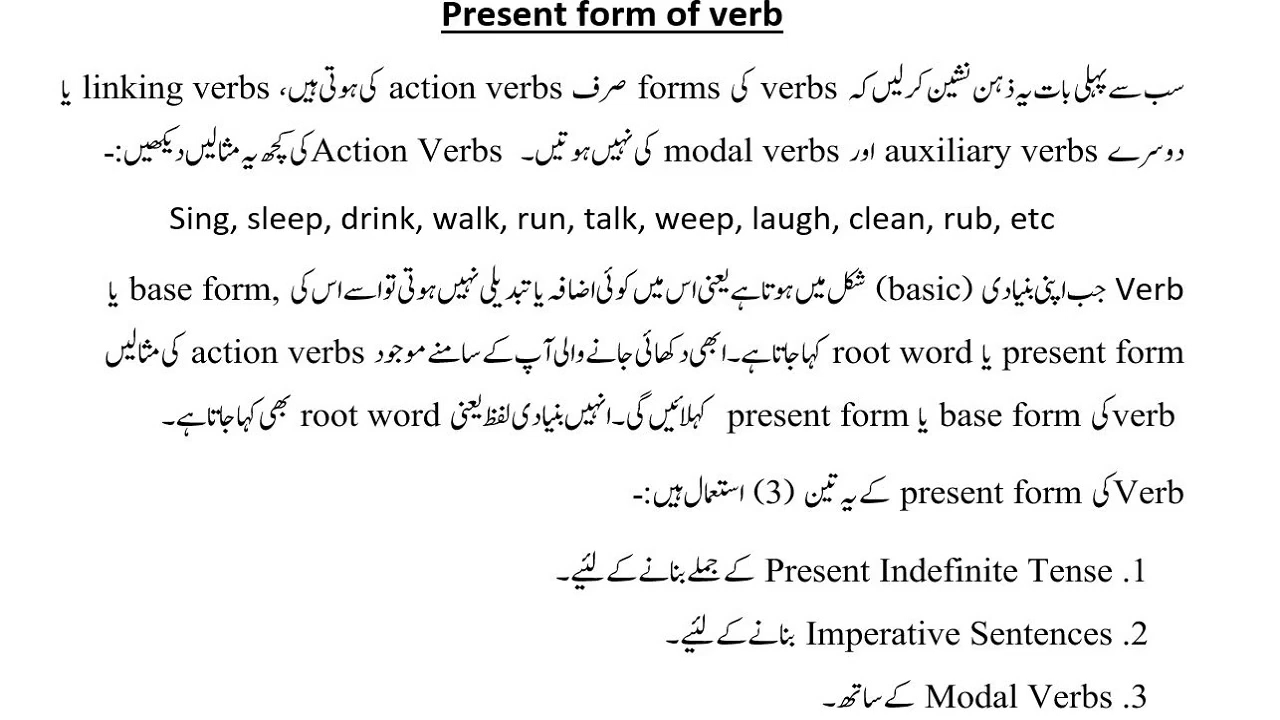 Present form of verb
سب سے پہلی بات یہ ذہن نشین کر لیں کہ verbs کی forms صرف action verbs کی ہوتی ہیں، linking verbs یا
دوسرے auxiliary verbs اور modal verbs کی نہیں ہوتیں۔ Action Verbs کی کچھ یہ مثالیں دیکھیں:-
Sing, sleep, drink, walk, run, talk, weep, laugh, clean, rub, etc
Verb جب اپنی بنیادی (basic) شکل میں ہوتا ہے یعنی اس میں کوئی اضافہ یا تبدیلی نہیں ہوتی تو اسے اس کی base form, یا
present form یا root word کہا جاتا ہے۔ ابھی دکھائی جانے والی آپ کے سامنے موجود action verbs کی مثالیں
verb کی base form یا present form کہلائیں گی۔ انہیں بنیادی لفظ یعنی root word بھی کہا جاتا ہے۔
Verb کی present form کے یہ تین (3) استعمال ہیں:-
1. Present Indefinite Tense کے جملے بنانے کے لئیے۔
2. Imperative Sentences بنانے کے لئیے۔
3. Modal Verbs کے ساتھ۔